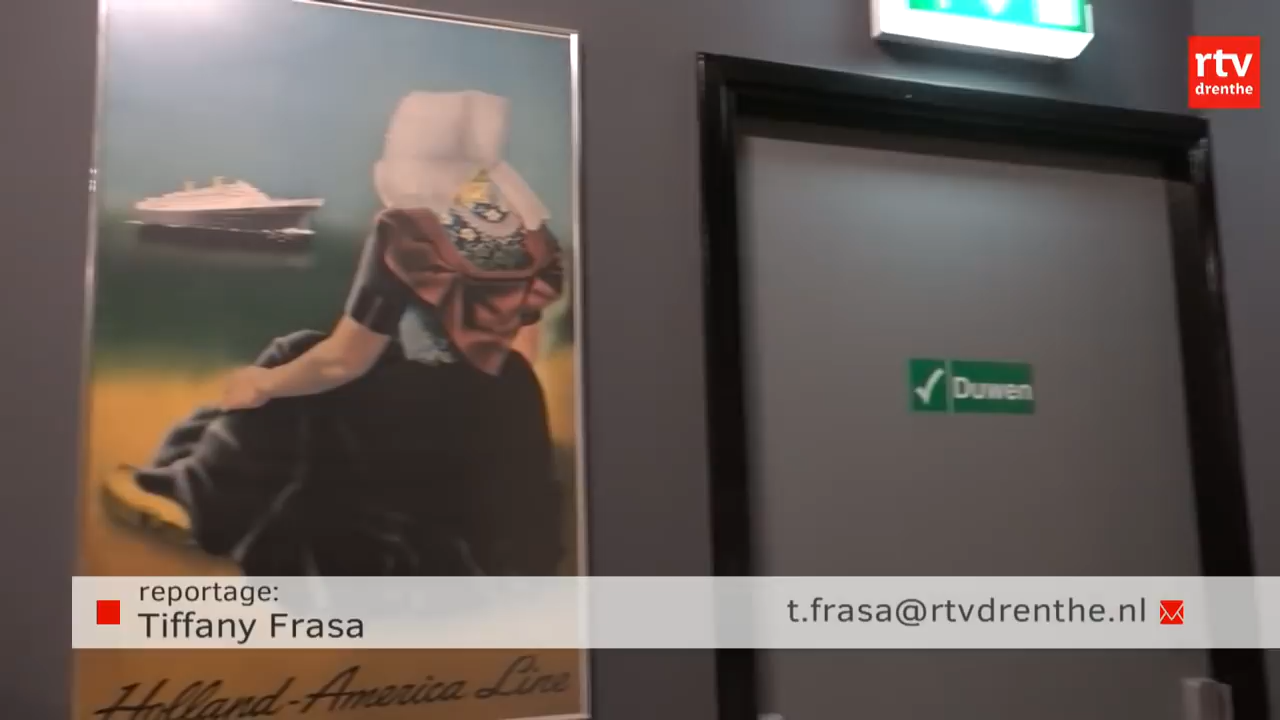 rtv
drenthe
Duwen
reportage:
Tiffany Frasa
t.frasa@rtvdrenthe.nl
Holland-America Line